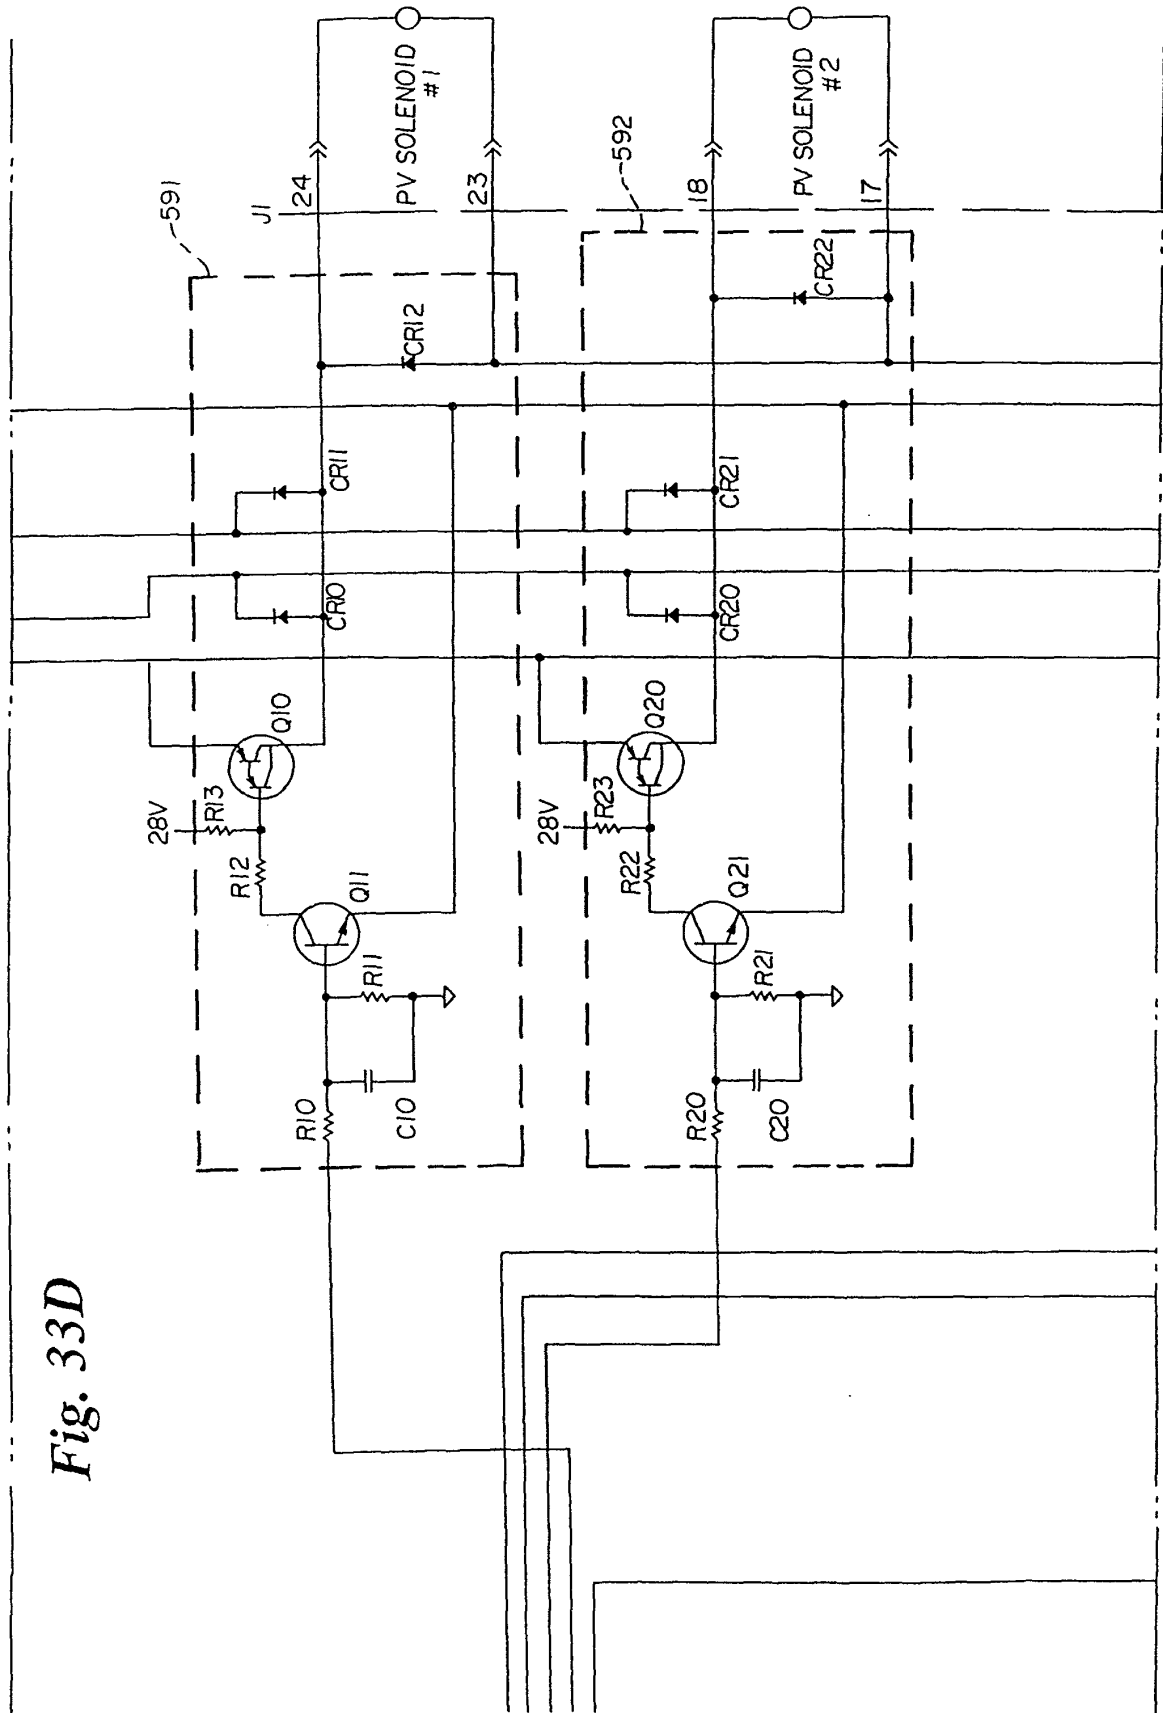 Fig. 33D
591
J1
24
PV SOLENOID
#1
23
CR12
CR11
CR10
Q10
28V
R13
R12
Q11
R11
R10
C10
592
18
PV SOLENOID
#2
17
CR22
CR21
CR20
Q20
28V
R23
R22
Q21
R21
R20
C20